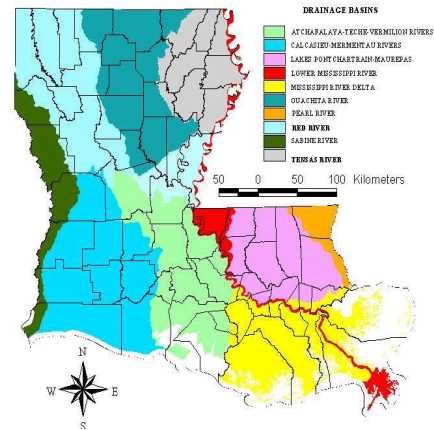 DRAINAGE BASINS
ATCHAFALAYA-TECHE-VERMILION RIVERS
CALCASIEU-MERMENTAU RIVERS
LAKES PONTCHARTRAIN-MAUREPAS
LOWER MISSISSIPPI RIVER
MISSISSIPPI RIVER DELTA
OUACHITA RIVER
PEARL RIVER
RED RIVER
SABINE RIVER
TENSAS RIVER
50 0 50 100 Kilometers
N
W E
S